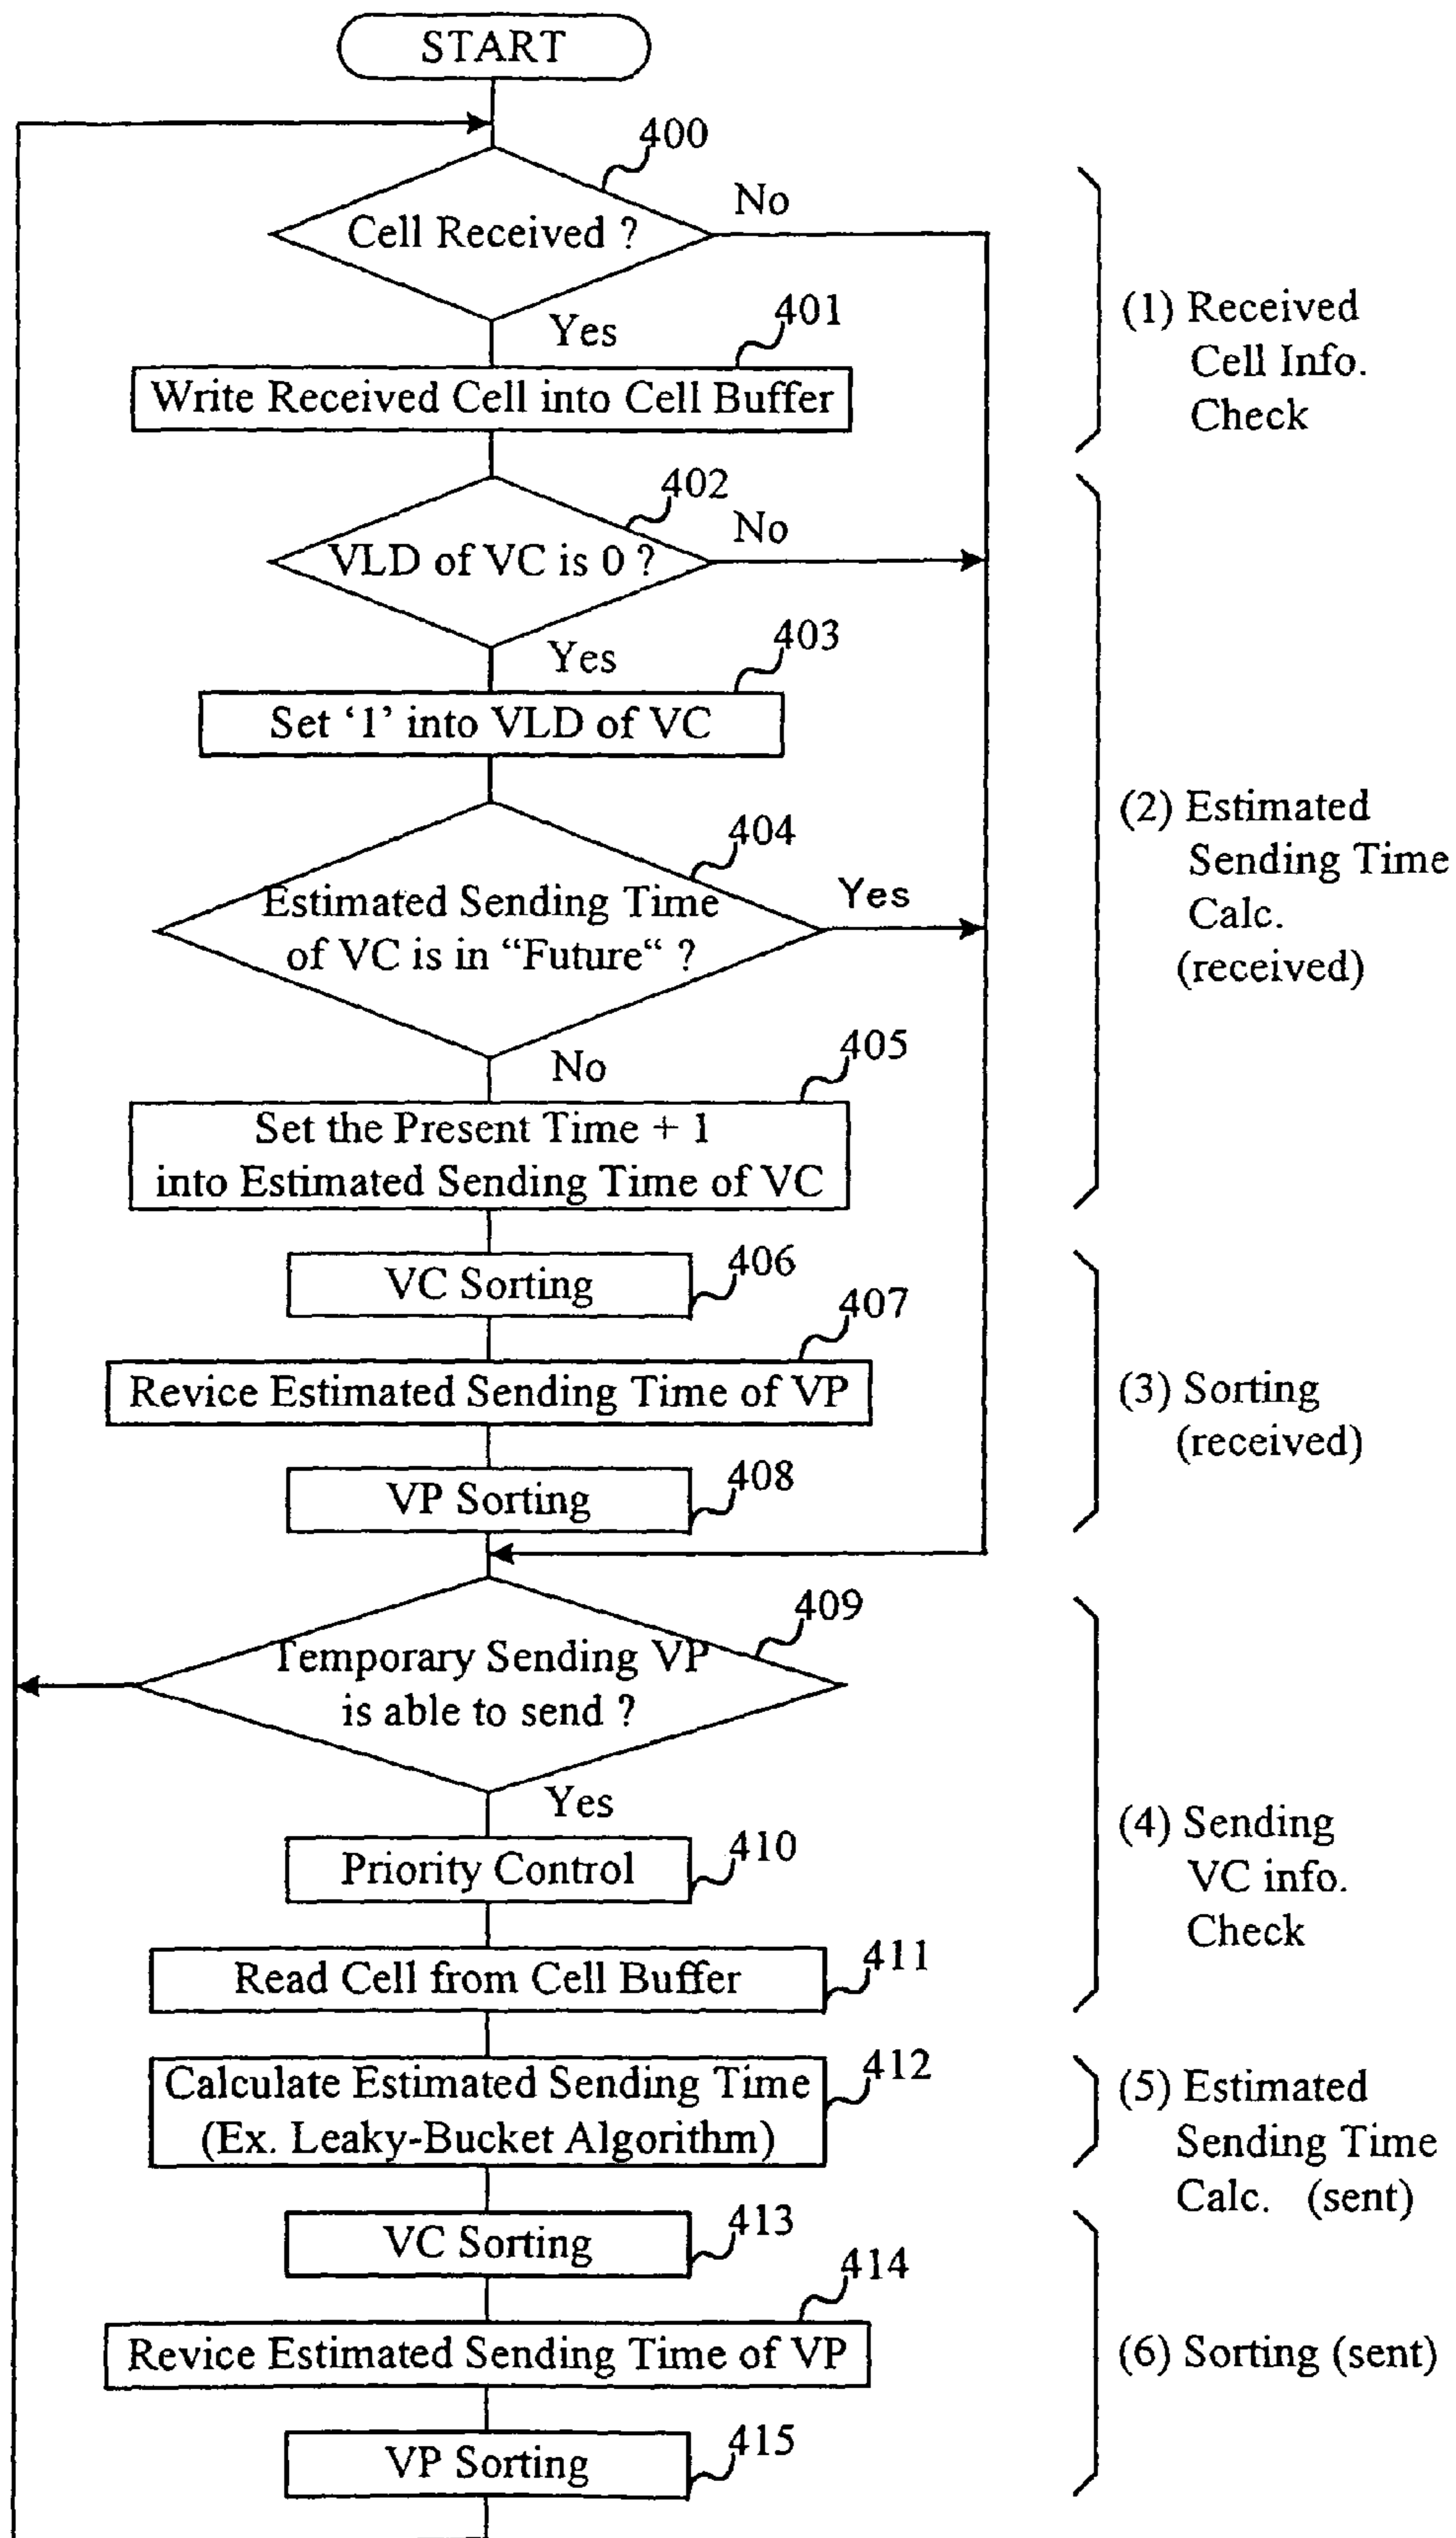 START
400
Cell Received ?
No
Yes
401
Write Received Cell into Cell Buffer
(1) Received
Cell Info.
Check
402
VLD of VC is 0 ?
No
Yes
403
Set ‘1’ into VLD of VC
404
Estimated Sending Time
of VC is in “Future“ ?
Yes
No
405
Set the Present Time + 1
into Estimated Sending Time of VC
(2) Estimated
Sending Time
Calc.
(received)
406
VC Sorting
407
Revice Estimated Sending Time of VP
408
VP Sorting
(3) Sorting
(received)
409
Temporary Sending VP
is able to send ?
Yes
410
Priority Control
411
Read Cell from Cell Buffer
(4) Sending
VC info.
Check
412
Calculate Estimated Sending Time
(Ex. Leaky-Bucket Algorithm)
(5) Estimated
Sending Time
Calc. (sent)
413
VC Sorting
414
Revice Estimated Sending Time of VP
415
VP Sorting
(6) Sorting (sent)